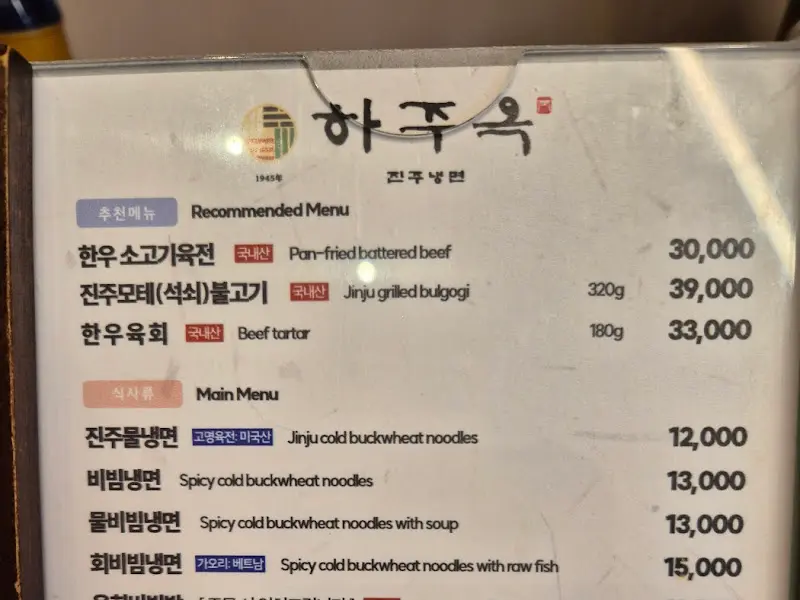 하주옥
1945年
진주냉면
추천메뉴 Recommended Menu
한우 소고기육전 국내산 Pan-fried battered beef 30,000
진주모테(석쇠)불고기 국내산 Jinju grilled bulgogi 320g 39,000
한우육회 국내산 Beef tartar 180g 33,000
식사류 Main Menu
진주물냉면 고명육전: 미국산 Jinju cold buckwheat noodles 12,000
비빔냉면 Spicy cold buckwheat noodles 13,000
물비빔냉면 Spicy cold buckwheat noodles with soup 13,000
회비빔냉면 가오리: 베트남 Spicy cold buckwheat noodles with raw fish 15,000